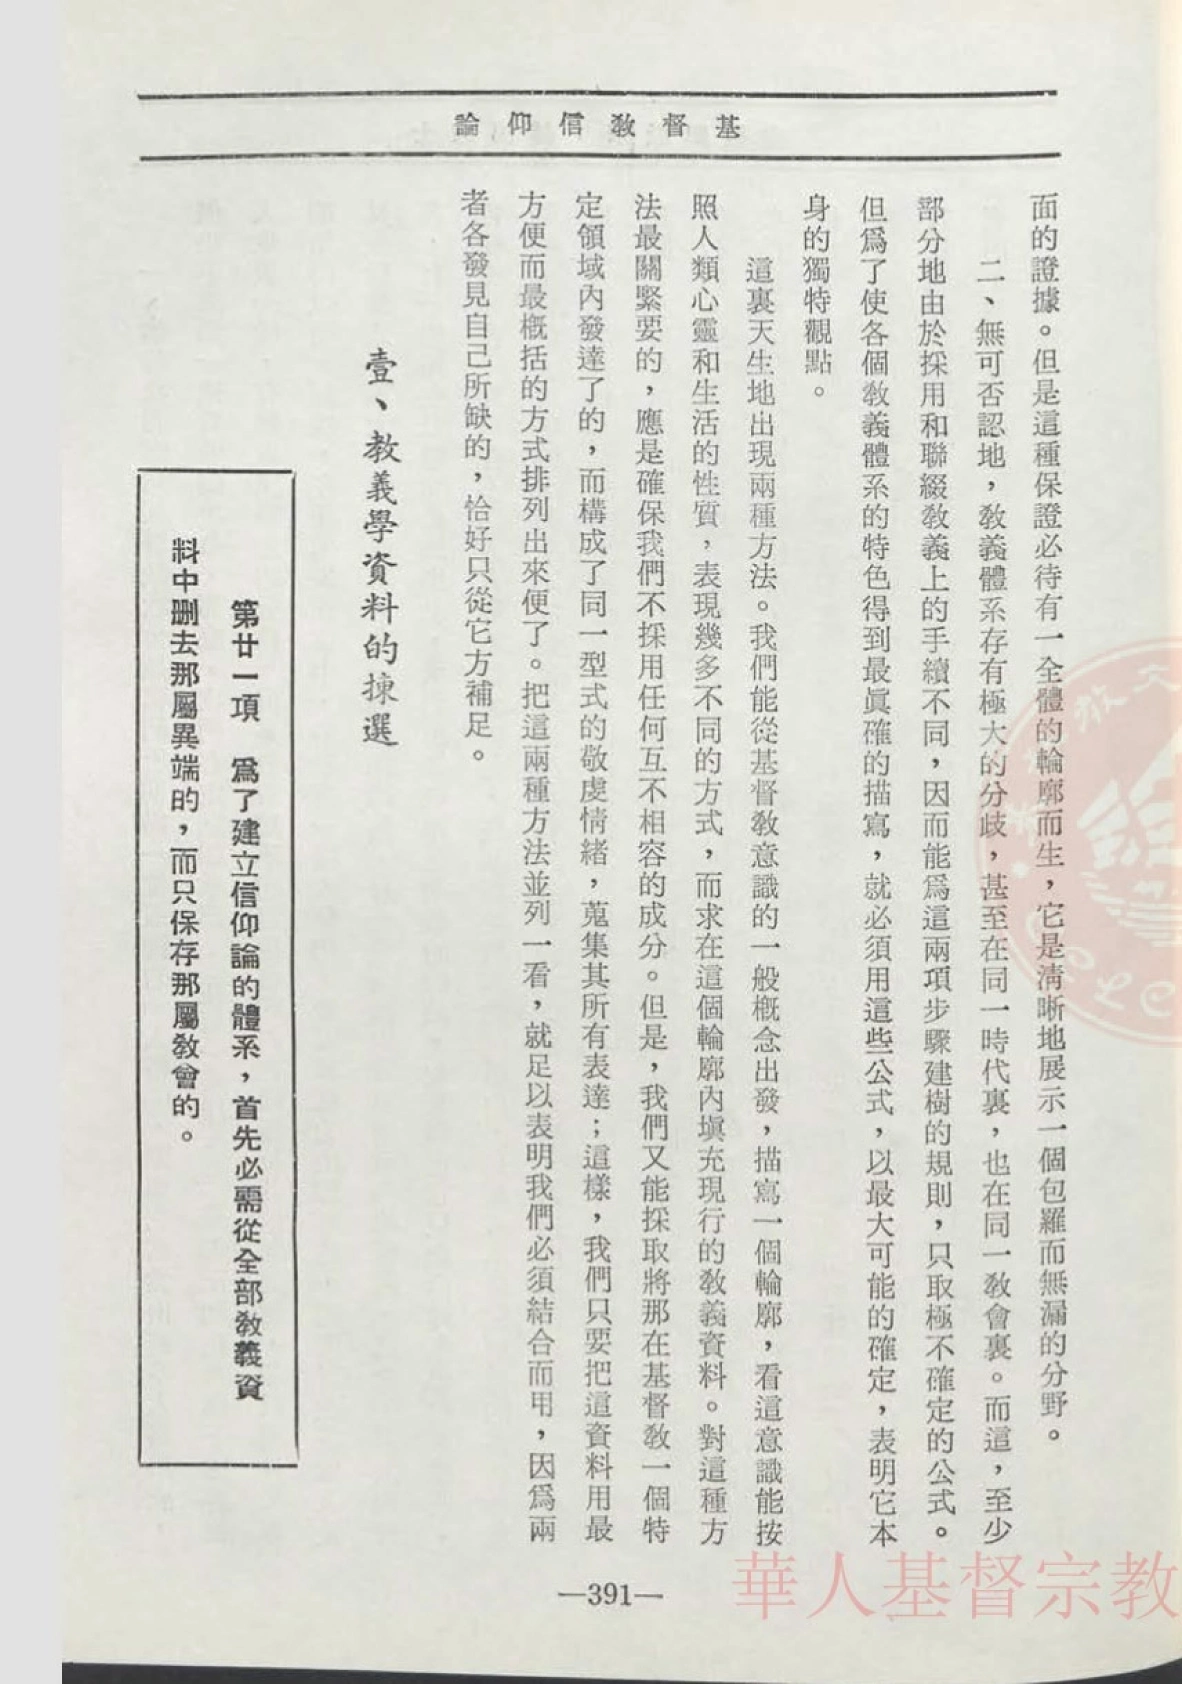 基督教信仰論
面的證據。但是這種保證必待有一全體的輪廓而生，它是清晰地展示一個包羅而無漏的分野。
二、無可否認地，教義體系存有極大的分歧，甚至在同一時代裏，也在同一教會裏。而這，至少
部分地由於採用和聯綴教義上的手續不同，因而能爲這兩項步驟建樹的規則，只取極不確定的公式。
但爲了使各個教義體系的特色得到最眞確的描寫，就必須用這些公式，以最大可能的確定，表明它本
身的獨特觀點。
這裏天生地出現兩種方法。我們能從基督教意識的一般概念出發，描寫一個輪廓，看這意識能按
照人類心靈和生活的性質，表現幾多不同的方式，而求在這個輪廓內塡充現行的教義資料。對這種方
法最關緊要的，應是確保我們不採用任何互不相容的成分。但是，我們又能採取將那在基督教一個特
定領域內發達了的，而構成了同一型式的敬虔情緒，蒐集其所有表達；這樣，我們只要把這資料用最
方便而最概括的方式排列出來便了。把這兩種方法並列一看，就足以表明我們必須結合而用，因爲兩
者各發見自己所缺的，恰好只從它方補足。
壹、教義學資料的揀選
第廿一項　爲了建立信仰論的體系，首先必需從全部教義資
料中删去那屬異端的，而只保存那屬教會的。
—391—
華人基督宗教